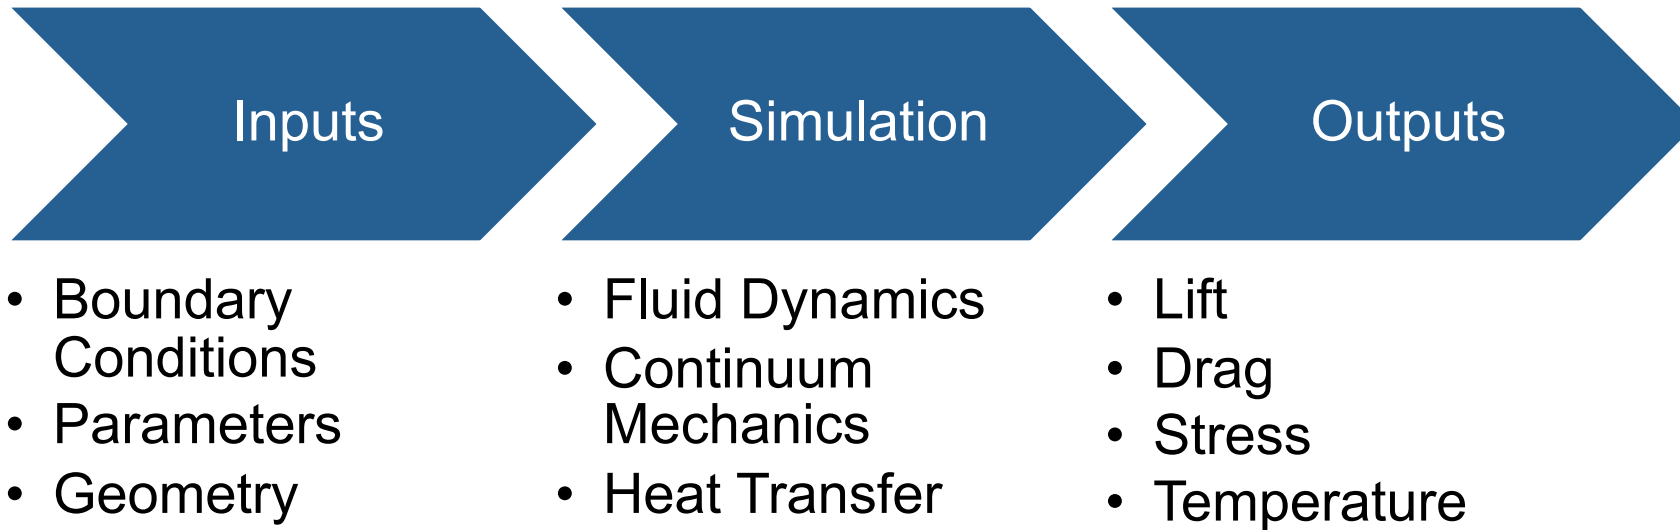 Inputs
• Boundary
Conditions
• Parameters
• Geometry
Simulation
• Fluid Dynamics
• Continuum
Mechanics
• Heat Transfer
Outputs
• Lift
• Drag
• Stress
• Temperature